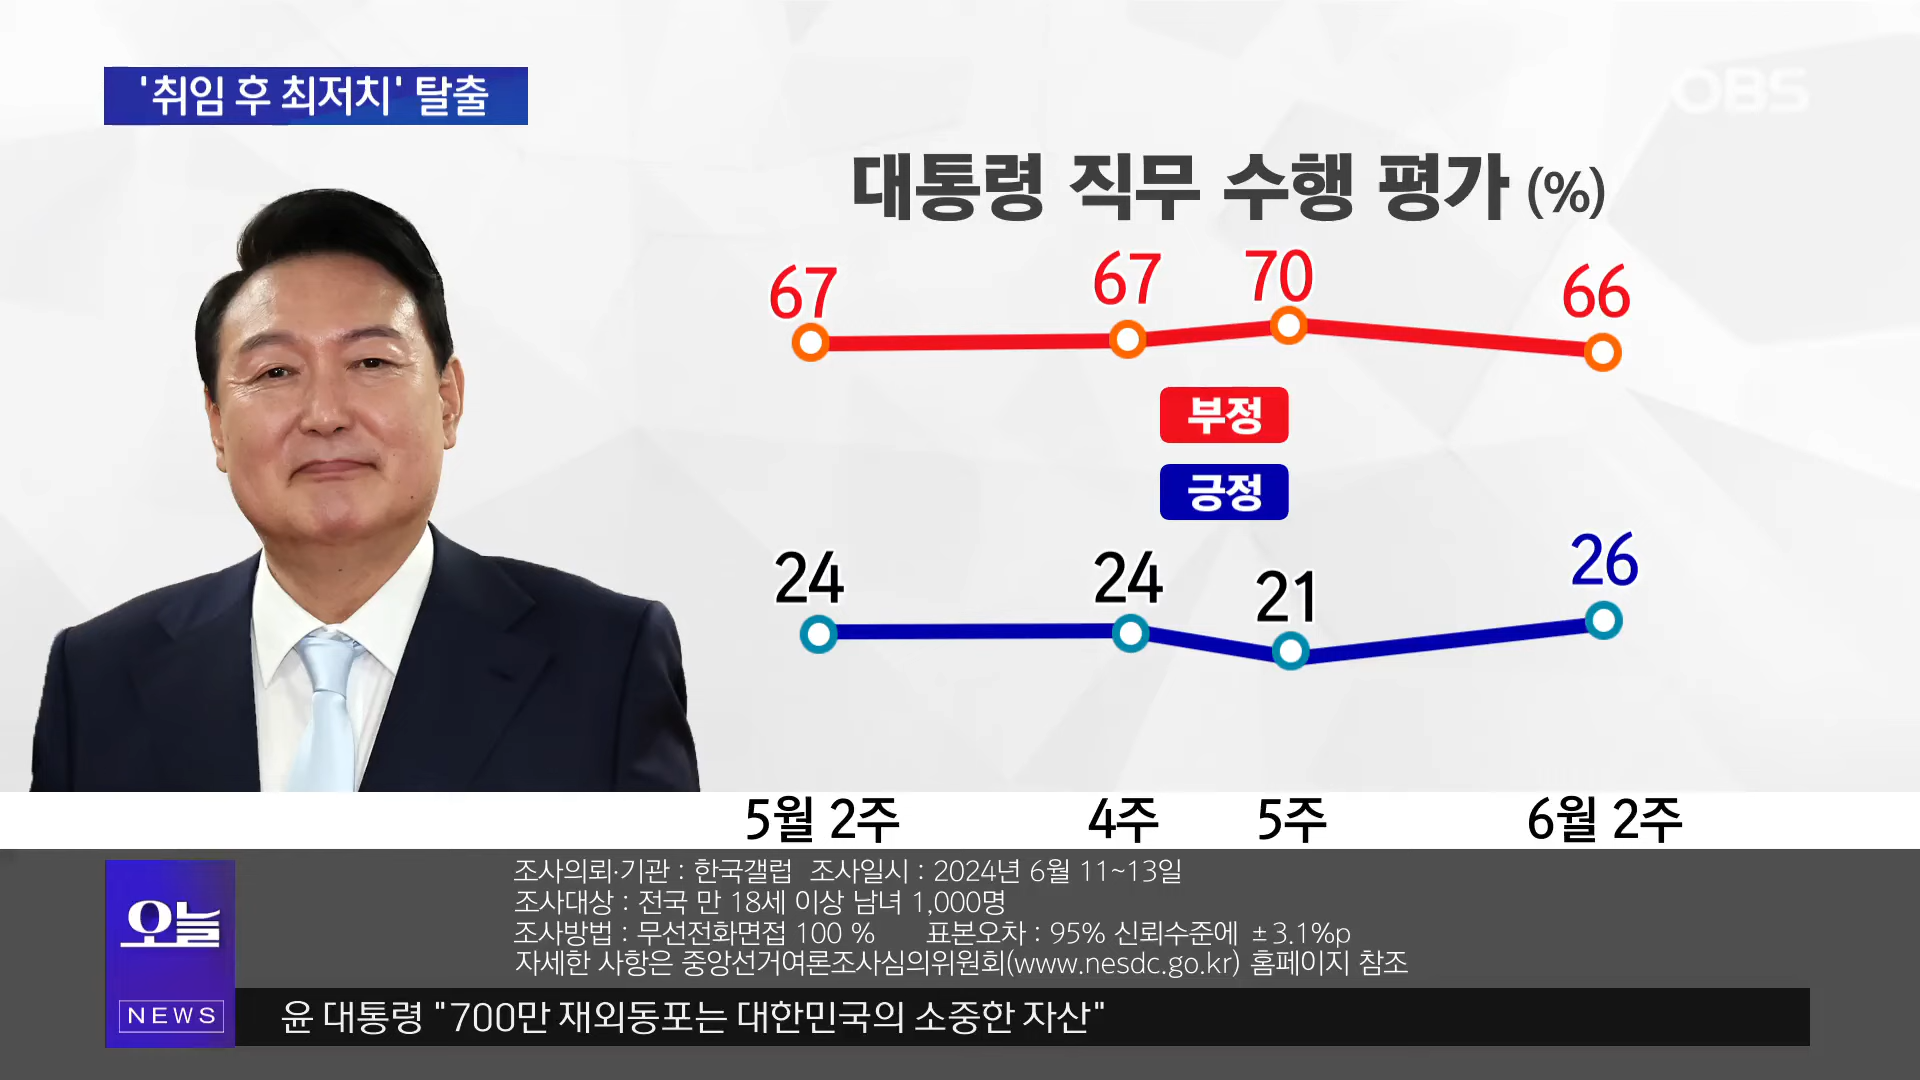 '취임 후 최저치' 탈출
OBS
대통령 직무 수행 평가 (%)
67 67 70 66
부정
긍정
24 24 21 26
5월 2주 4주 5주 6월 2주
조사의뢰·기관 : 한국갤럽 조사일시 : 2024년 6월 11~13일
조사대상 : 전국 만 18세 이상 남녀 1,000명
조사방법 : 무선전화면접 100 % 표본오차 : 95% 신뢰수준에 ±3.1%p
자세한 사항은 중앙선거여론조사심의위원회(www.nesdc.go.kr) 홈페이지 참조
오늘
NEWS
윤 대통령 "700만 재외동포는 대한민국의 소중한 자산"